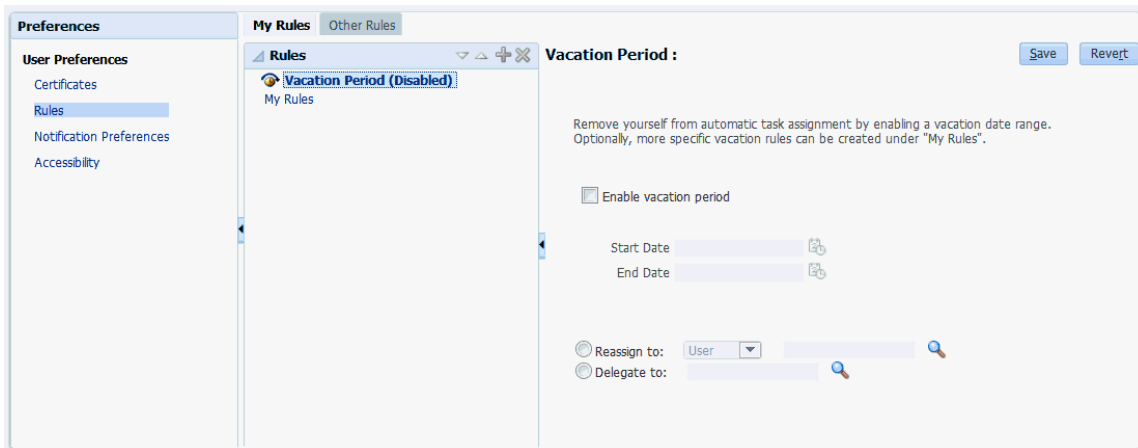 Preferences
User Preferences
Certificates
Rules
Notification Preferences
Accessibility
My Rules
Other Rules
Rules
Vacation Period (Disabled)
My Rules
Vacation Period :
Save
Revert
Remove yourself from automatic task assignment by enabling a vacation date range.
Optionally, more specific vacation rules can be created under "My Rules".
Enable vacation period
Start Date
End Date
Reassign to:
User
Delegate to: